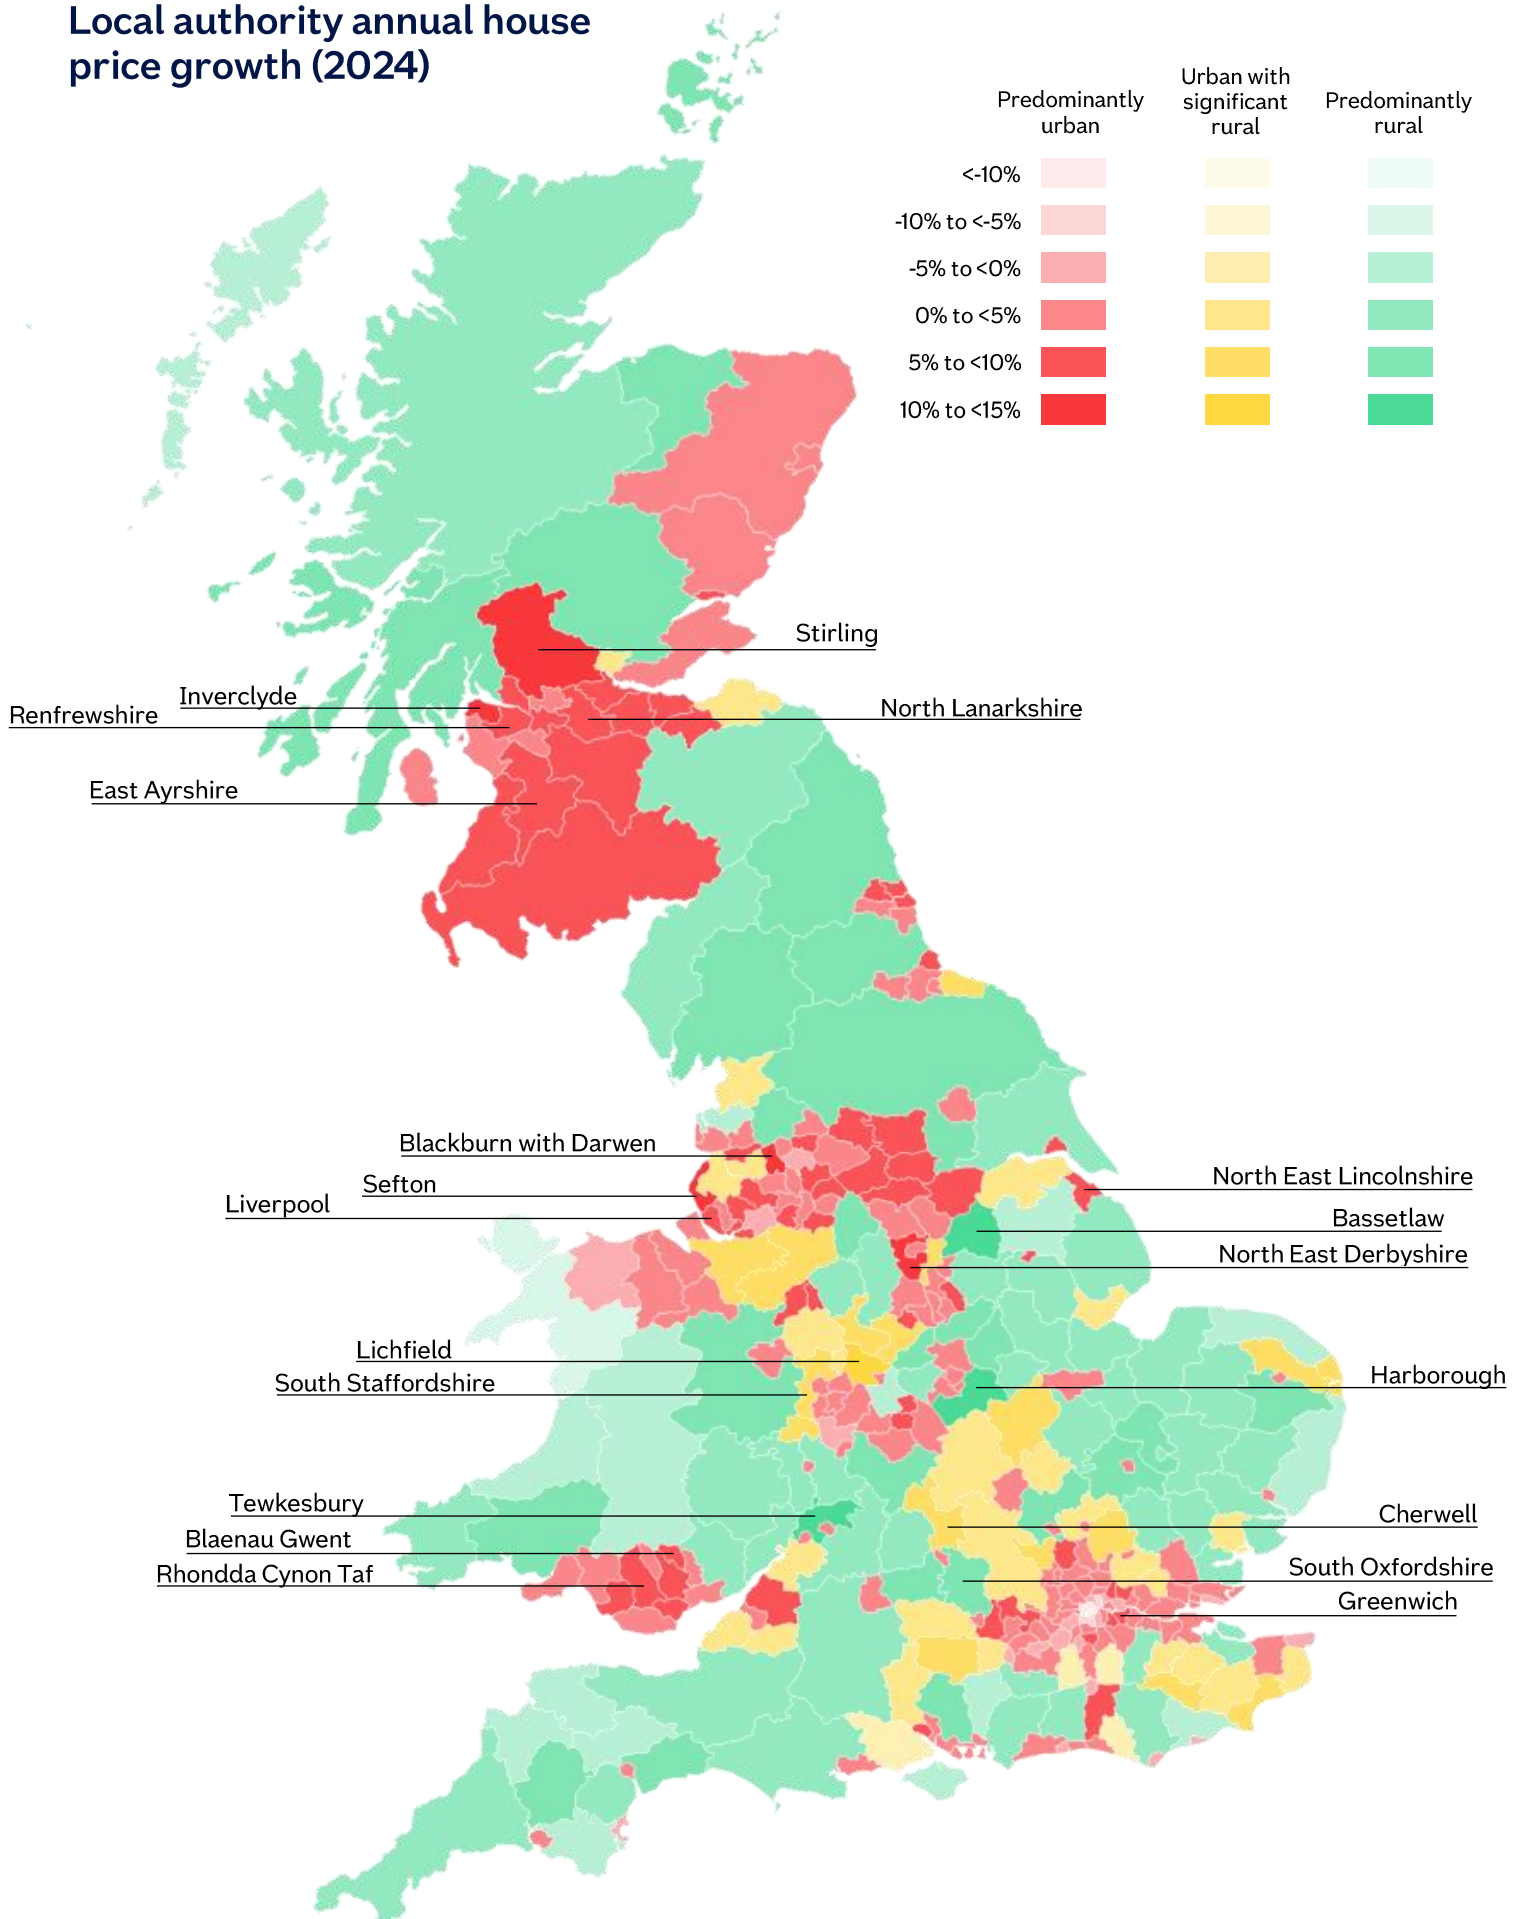 Local authority annual house
price growth (2024)
Predominantly
urban
Urban with
significant
rural
Predominantly
rural
<-10%
-10% to <-5%
-5% to <0%
0% to <5%
5% to <10%
10% to <15%
Stirling
Inverclyde
Renfrewshire
North Lanarkshire
East Ayrshire
Blackburn with Darwen
Sefton
Liverpool
North East Lincolnshire
Bassetlaw
North East Derbyshire
Lichfield
South Staffordshire
Harborough
Tewkesbury
Blaenau Gwent
Rhondda Cynon Taf
Cherwell
South Oxfordshire
Greenwich